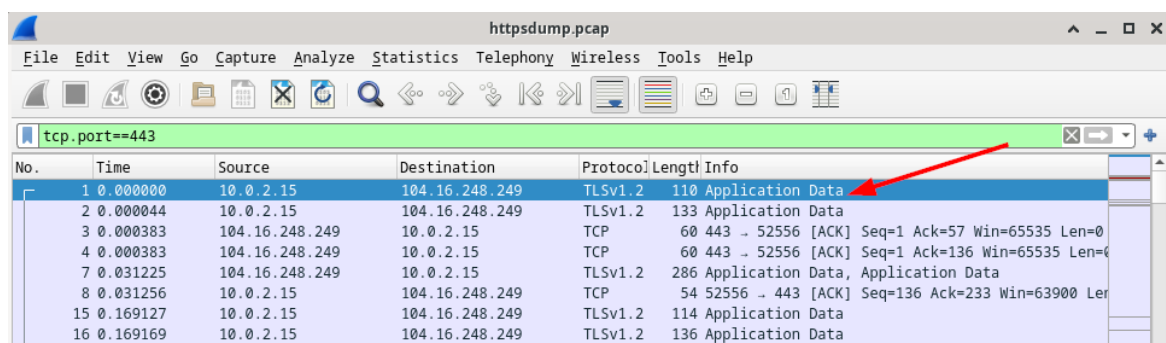 httpsdump.pcap
File Edit View Go Capture Analyze Statistics Telephony Wireless Tools Help
tcp.port==443
No. Time Source Destination Protocol Length Info
1 0.000000 10.0.2.15 104.16.248.249 TLSv1.2 110 Application Data
2 0.000044 10.0.2.15 104.16.248.249 TLSv1.2 133 Application Data
3 0.000383 104.16.248.249 10.0.2.15 TCP 60 443 → 52556 [ACK] Seq=1 Ack=57 Win=65535 Len=0
4 0.000383 104.16.248.249 10.0.2.15 TCP 60 443 → 52556 [ACK] Seq=1 Ack=136 Win=65535 Len=
7 0.031225 104.16.248.249 10.0.2.15 TLSv1.2 286 Application Data, Application Data
8 0.031256 10.0.2.15 104.16.248.249 TCP 54 52556 → 443 [ACK] Seq=136 Ack=233 Win=63900 Ler
15 0.169127 10.0.2.15 104.16.248.249 TLSv1.2 114 Application Data
16 0.169169 10.0.2.15 104.16.248.249 TLSv1.2 136 Application Data